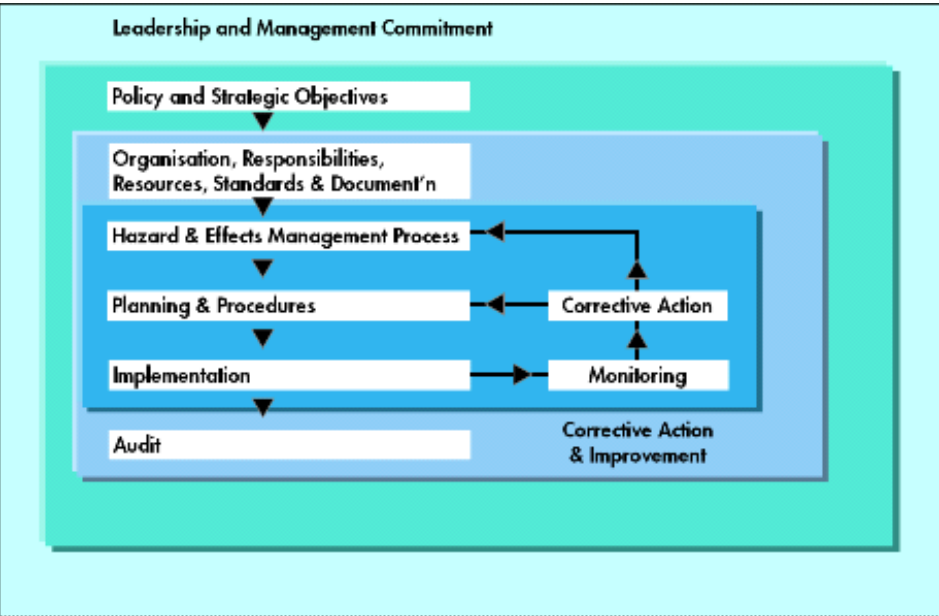 Leadership and Management Commitment
Policy and Strategic Objectives
Organisation, Responsibilities,
Resources, Standards & Document'n
Hazard & Effects Management Process
Planning & Procedures
Corrective Action
Implementation
Monitoring
Audit
Corrective Action
& Improvement